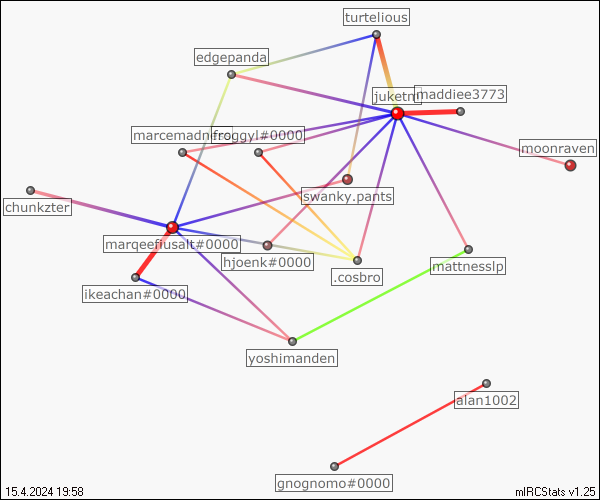 turtelious
edgepanda
maddiee3773
marcemadn
froggyl#0000
moonraven
swanky.pants
chunkzter
marqeefiusalt#0000
hjoenk#0000
.cosbro
mattnesslp
ikeachan#0000
yoshimanden
alan1002
gnognomo#0000
15.4.2024 19:58
mIRCStats v1.25